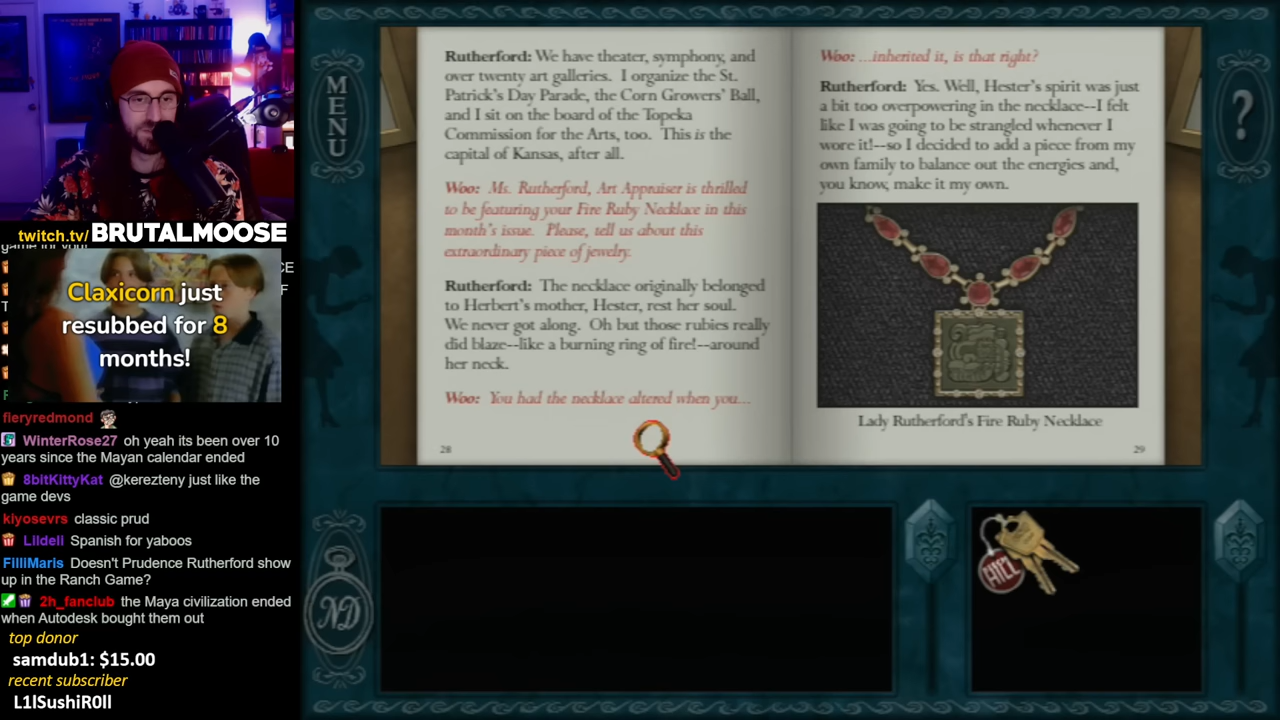 twitch.tv/BRUTALMOOSE
game for you!
Claxicorn just
resubbed for 8
months!
fleryredmond
WinterRose27 oh yeah its been over 10
years since the Mayan calendar ended
8bitKittyKat @kerezteny just like the
game devs
kiyosevrs classic prud
Lildell Spanish for yaboos
FilliMaris Doesn't Prudence Rutherford show
up in the Ranch Game?
2h_fanclub the Maya civilization ended
when Autodesk bought them out
top donor
samdub1: $15.00
recent subscriber
L1lSushiR0ll
MENU
Rutherford: We have theater, symphony, and
over twenty art galleries. I organize the St.
Patrick's Day Parade, the Corn Growers' Ball,
and I sit on the board of the Topeka
Commission for the Arts, too. This is the
capital of Kansas, after all.
Woo: Ms. Rutherford, Art Appraiser is thrilled
to be featuring your Fire Ruby Necklace in this
month's issue. Please, tell us about this
extraordinary piece of jewelry.
Rutherford: The necklace originally belonged
to Herbert's mother, Hester, rest her soul.
We never got along. Oh but those rubies really
did blaze--like a burning ring of fire!--around
her neck.
Woo: You had the necklace altered when you...
28
Woo: ...inherited it, is that right?
Rutherford: Yes. Well, Hester's spirit was just
a bit too overpowering in the necklace--I felt
like I was going to be strangled whenever I
wore it!--so I decided to add a piece from my
own family to balance out the energies and,
you know, make it my own.
Lady Rutherford's Fire Ruby Necklace
29
?
ND